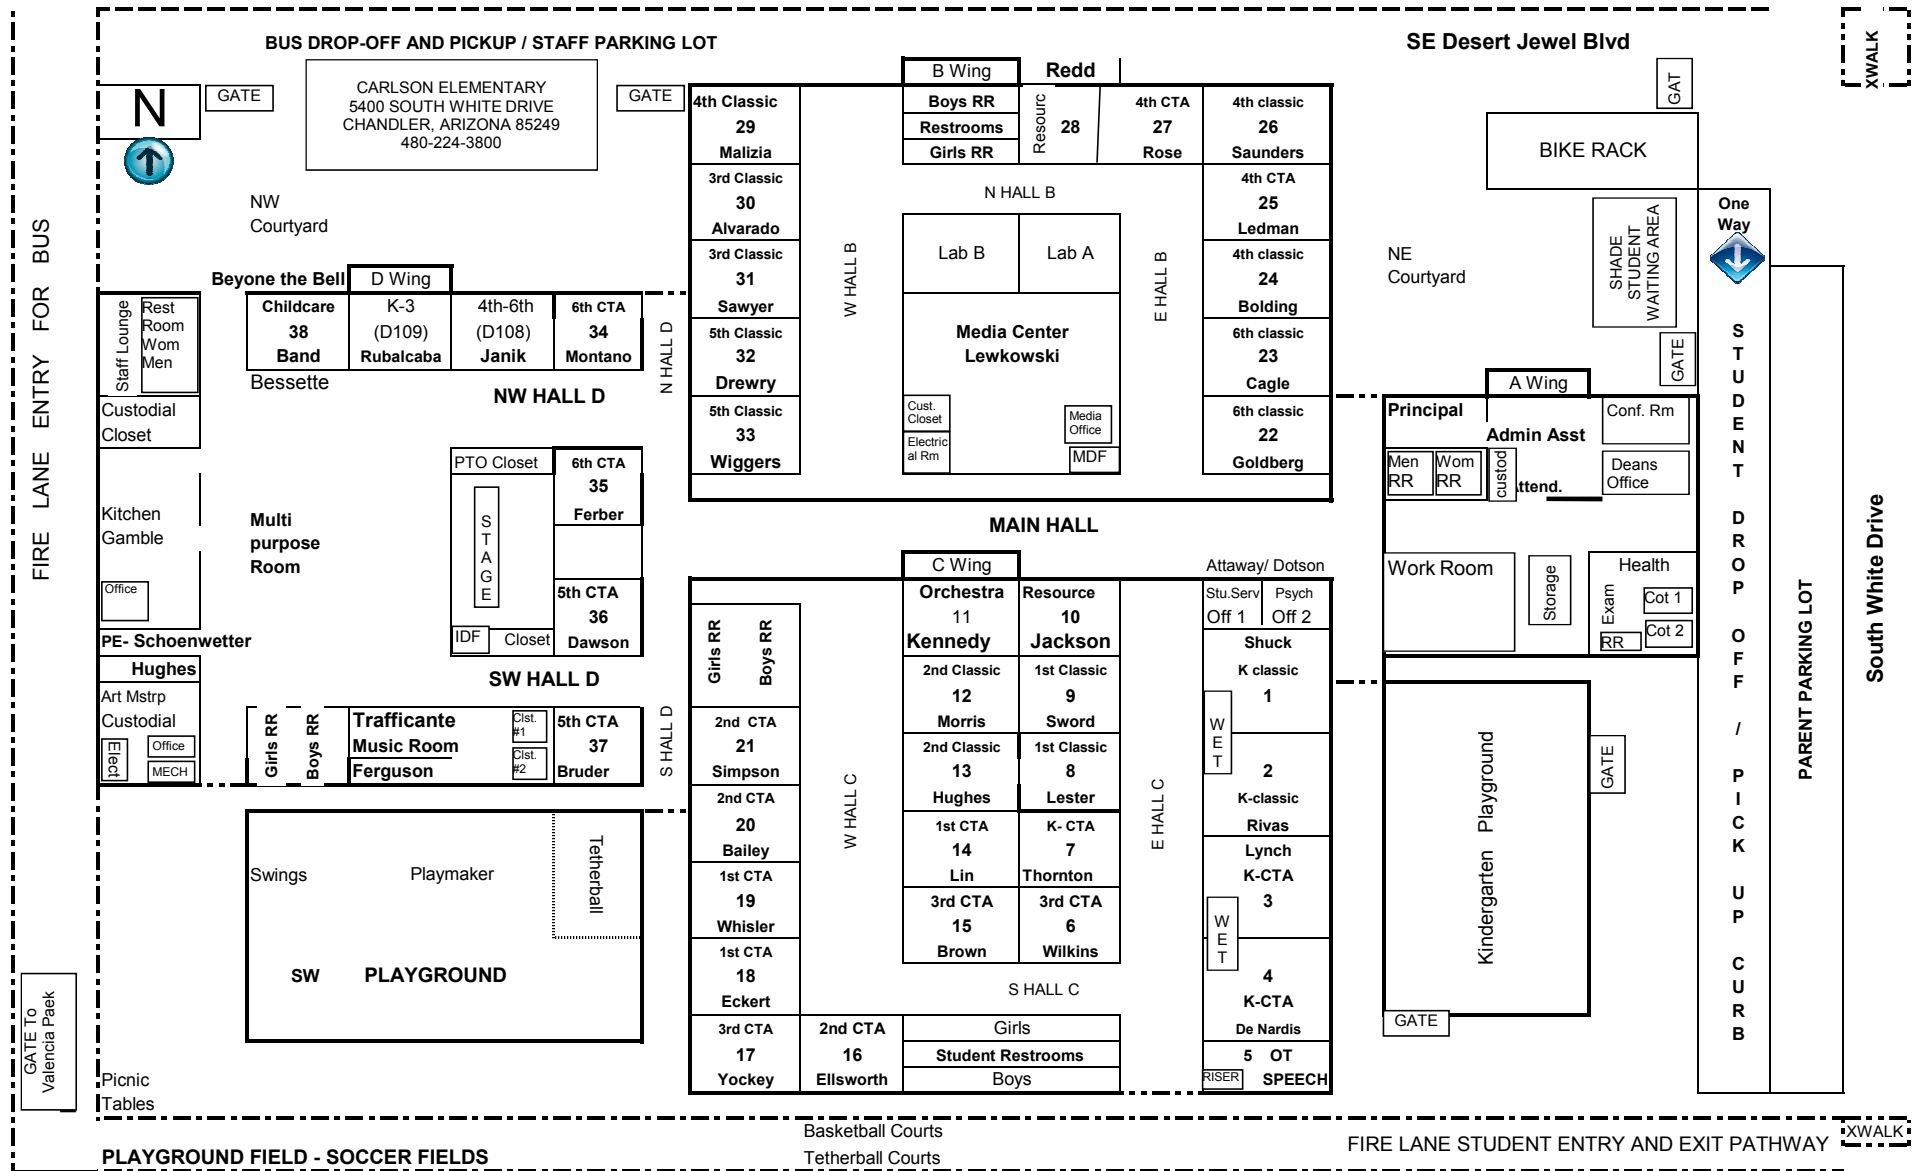 BUS DROP-OFF AND PICKUP / STAFF PARKING LOT
SE Desert Jewel Blvd
XWALK
N
GATE
CARLSON ELEMENTARY
5400 SOUTH WHITE DRIVE
CHANDLER, ARIZONA 85249
480-224-3800
GATE
NW
Courtyard
FIRE LANE ENTRY FOR BUS
B Wing
Redd
4th Classic
29
Malizia
Boys RR
Restrooms
Girls RR
Resourc
28
4th CTA
27
Rose
4th classic
26
Saunders
3rd Classic
30
Alvarado
N HALL B
4th CTA
25
Ledman
3rd Classic
31
Sawyer
W HALL B
Lab B
Lab A
E HALL B
4th classic
24
Bolding
5th Classic
32
Drewry
Media Center
Lewkowski
6th classic
23
Cagle
5th Classic
33
Wiggers
Cust.
Closet
Electric
al Rm
Media
Office
MDF
6th classic
22
Goldberg
GAT
BIKE RACK
NE
Courtyard
SHADE
STUDENT
WAITING AREA
One
Way
GATE
STUDENT DROP OFF / PICK UP CURB
PARENT PARKING LOT
South White Drive
Beyone the Bell
D Wing
Staff Lounge
Rest
Room
Wom
Men
Childcare
38
Band
Bessette
K-3
(D109)
Rubalcaba
4th-6th
(D108)
Janik
6th CTA
34
Montano
N HALL D
NW HALL D
Custodial
Closet
PTO Closet
6th CTA
35
Ferber
Kitchen
Gamble
Multi
purpose
Room
STAGE
Office
5th CTA
36
Dawson
IDF
Closet
PE- Schoenwetter
Hughes
SW HALL D
Art Mstrp
Custodial
Elect
Office
MECH
Girls RR
Boys RR
Trafficante
Music Room
Ferguson
Clst.
#1
Clst.
#2
5th CTA
37
Bruder
S HALL D
A Wing
Principal
Admin Asst
Conf. Rm
Men
RR
Wom
RR
custod
ttend.
Deans
Office
Work Room
Storage
Health
Exam
Cot 1
Cot 2
RR
MAIN HALL
C Wing
Attaway/ Dotson
Orchestra
11
Kennedy
Resource
10
Jackson
Stu.Serv
Off 1
Psych
Off 2
Girls RR
Boys RR
2nd Classic
12
Morris
1st Classic
9
Sword
Shuck
K classic
1
WET
2nd CTA
21
Simpson
2nd Classic
13
Hughes
1st Classic
8
Lester
2
K-classic
Rivas
2nd CTA
20
Bailey
W HALL C
1st CTA
14
Lin
K- CTA
7
Thornton
E HALL C
Lynch
K-CTA
3
WET
1st CTA
19
Whisler
3rd CTA
15
Brown
3rd CTA
6
Wilkins
1st CTA
18
Eckert
S HALL C
4
K-CTA
De Nardis
3rd CTA
17
Yockey
2nd CTA
16
Ellsworth
Girls
Student Restrooms
Boys
5 OT
RISER
SPEECH
Kindergarten Playground
GATE
GATE
Swings
Playmaker
Tetherball
SW PLAYGROUND
GATE To
Valencia Paek
Picnic
Tables
PLAYGROUND FIELD - SOCCER FIELDS
Basketball Courts
Tetherball Courts
FIRE LANE STUDENT ENTRY AND EXIT PATHWAY
XWALK